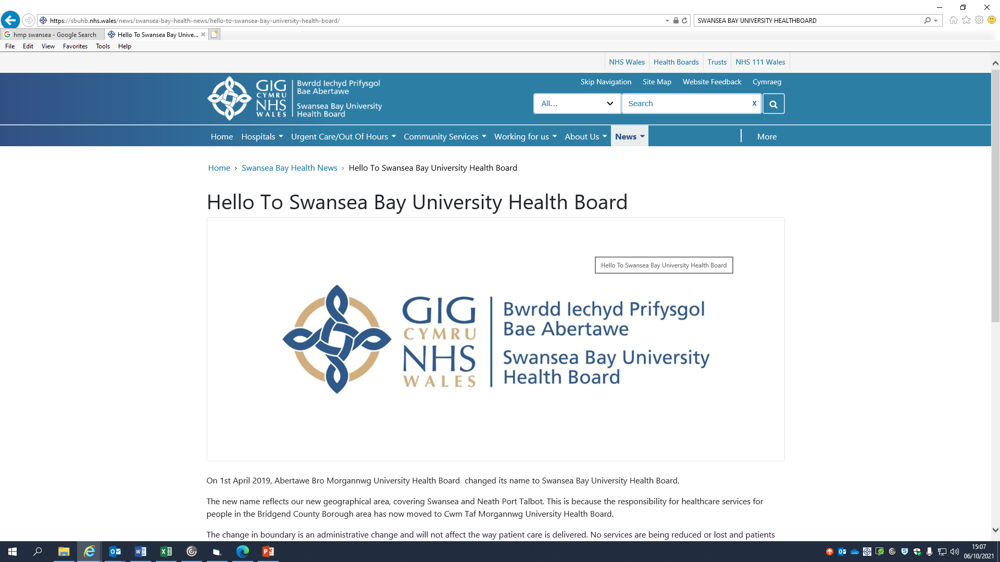 https://sbuhb.nhs.wales/news/swansea-bay-health-news/hello-to-swansea-bay-university-health-board/
SWANSEA BAY UNIVERSITY HEALTHBOARD
hmp swansea - Google Search
Hello To Swansea Bay Unive...
File Edit View Favorites Tools Help
NHS Wales Health Boards Trusts NHS 111 Wales
Skip Navigation Site Map Website Feedback Cymraeg
GIG
CYMRU
NHS
WALES
Bwrdd Iechyd Prifysgol
Bae Abertawe
Swansea Bay University
Health Board
All... Search x
Home Hospitals Urgent Care/Out Of Hours Community Services Working for us About Us News More
Home › Swansea Bay Health News › Hello To Swansea Bay University Health Board
Hello To Swansea Bay University Health Board
Hello To Swansea Bay University Health Board
GIG
CYMRU
NHS
WALES
Bwrdd Iechyd Prifysgol
Bae Abertawe
Swansea Bay University
Health Board
On 1st April 2019, Abertawe Bro Morgannwg University Health Board  changed its name to Swansea Bay University Health Board.
The new name reflects our new geographical area, covering Swansea and Neath Port Talbot. This is because the responsibility for healthcare services for
people in the Bridgend County Borough area has now moved to Cwm Taf Morgannwg University Health Board.
The change in boundary is an administrative change and will not affect the way patient care is delivered. No services are being reduced or lost and patients
15:07
06/10/2021